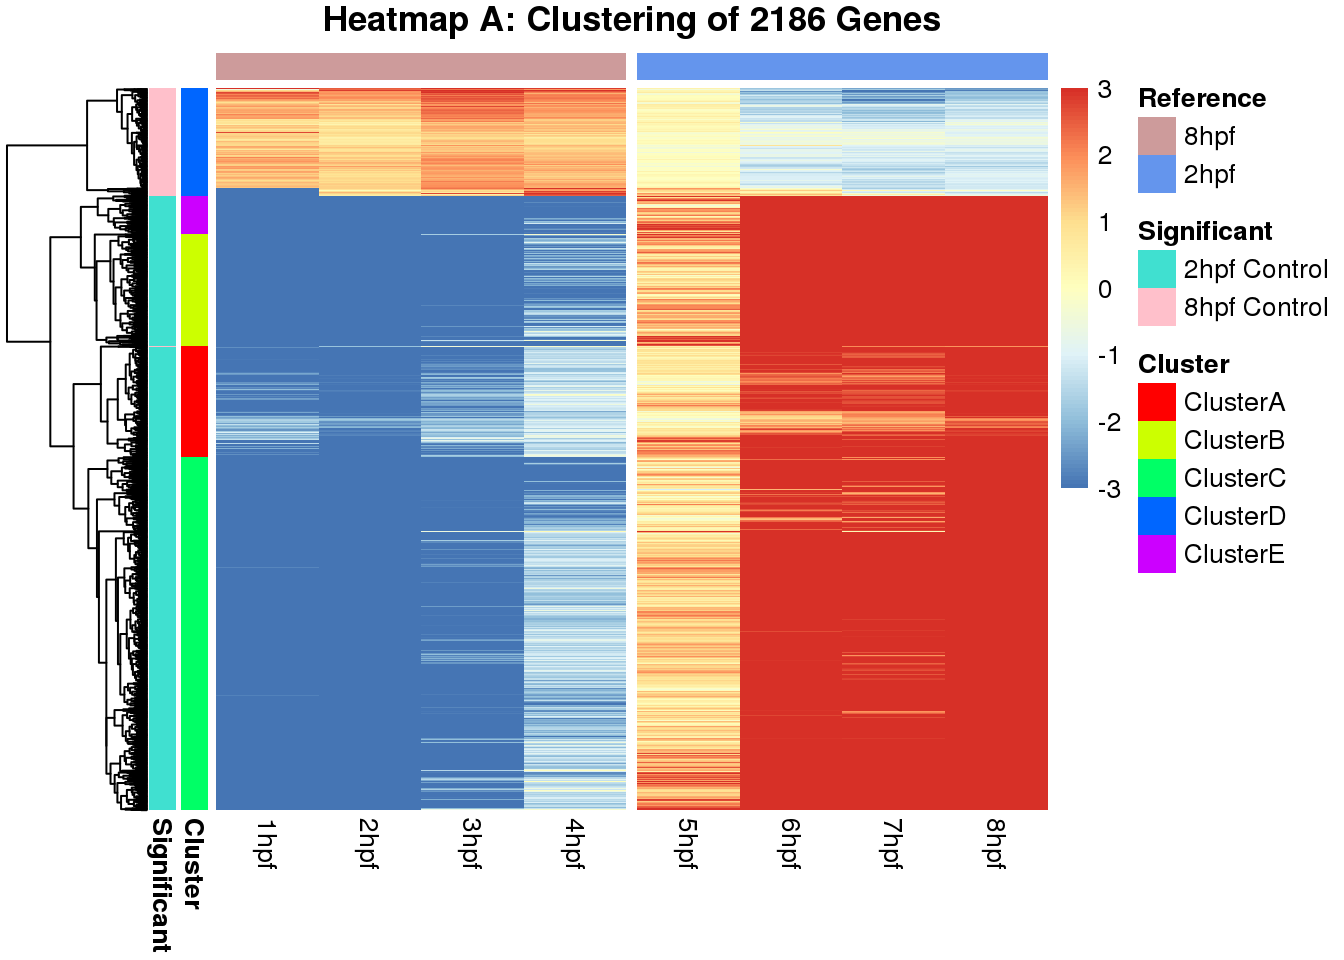 Heatmap A: Clustering of 2186 Genes
3
2
1
0
-1
-2
-3
Reference
8hpf
2hpf
Significant
2hpf Control
8hpf Control
Cluster
ClusterA
ClusterB
ClusterC
ClusterD
ClusterE
Significant
Cluster
1hpf
2hpf
3hpf
4hpf
5hpf
6hpf
7hpf
8hpf